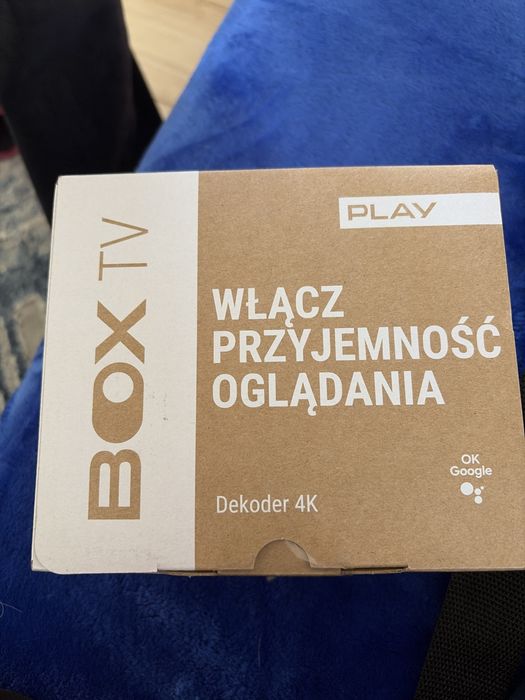 BOX TV
PLAY
WŁĄCZ
PRZYJEMNOŚĆ
OGLĄDANIA
OK
Google
Dekoder 4K